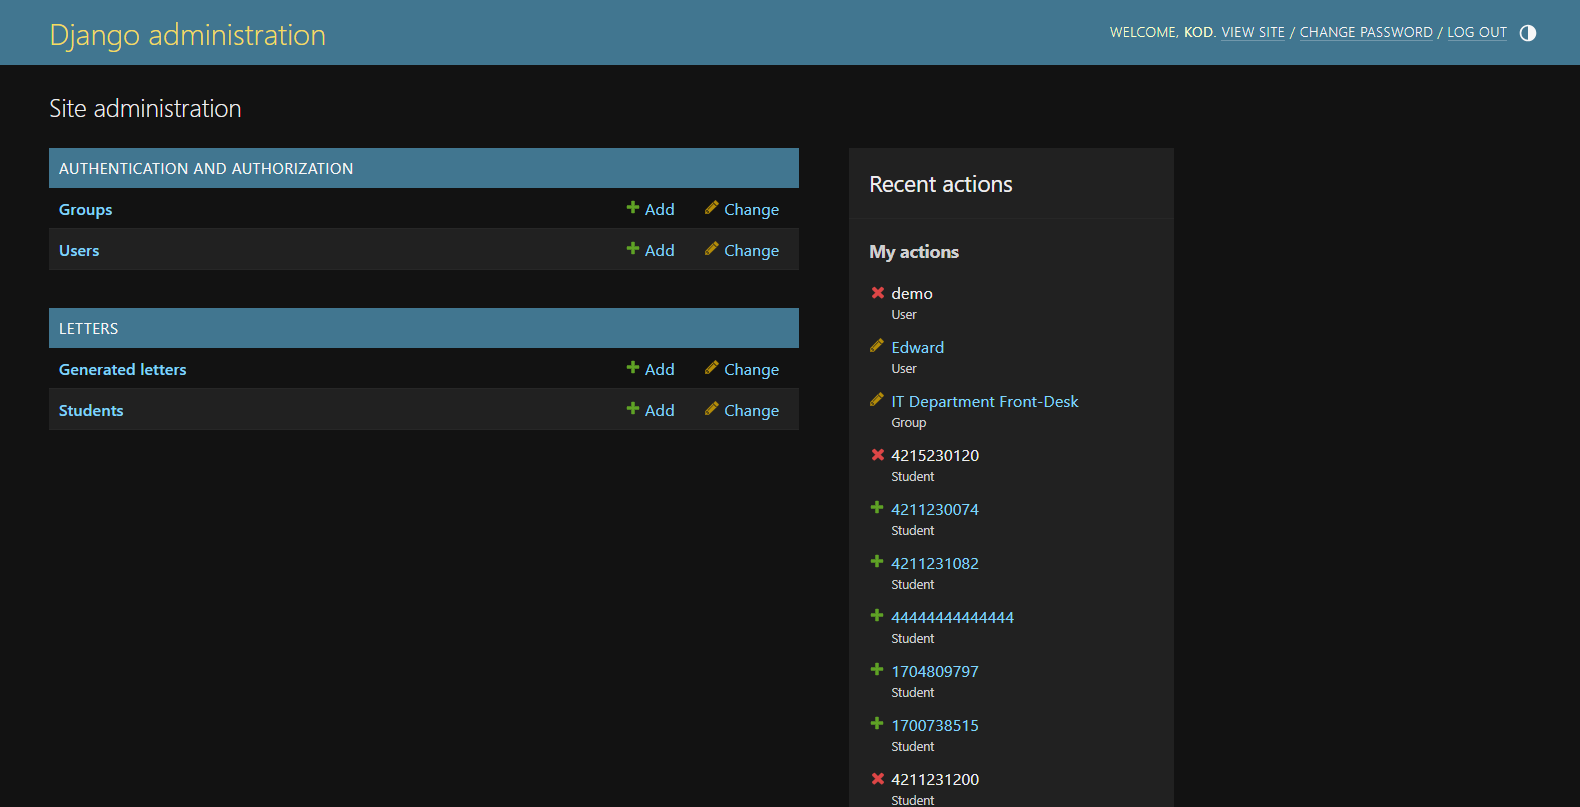 Django administration
WELCOME, KOD. VIEW SITE / CHANGE PASSWORD / LOG OUT
Site administration
AUTHENTICATION AND AUTHORIZATION
Groups Add Change
Users Add Change
LETTERS
Generated letters Add Change
Students Add Change
Recent actions
My actions
demo
User
Edward
User
IT Department Front-Desk
Group
4215230120
Student
4211230074
Student
4211231082
Student
44444444444444
Student
1704809797
Student
1700738515
Student
4211231200
Student